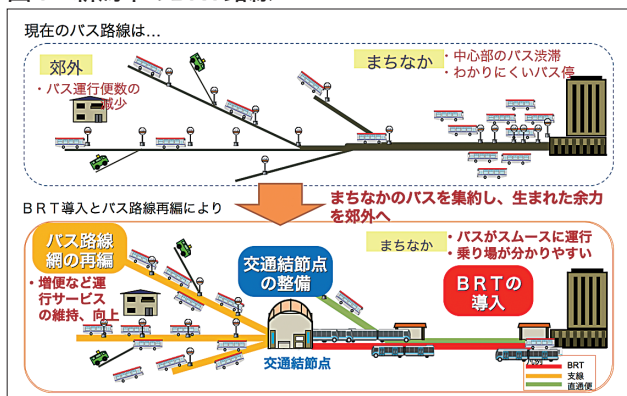 現在のバス路線は…
郊外
・バス運行便数の
減少
まちなか
・中心部のバス渋滞
・わかりにくいバス停
まちなかのバスを集約し、生まれた余力
を郊外へ
BRT導入とバス路線再編により
バス路線
網の再編
・増便など運
行サービス
の維持、向上
交通結節点
の整備
交通結節点
まちなか
・バスがスムースに運行
・乗り場が分かりやすい
BRTの
導入
BRT
支線
直通便